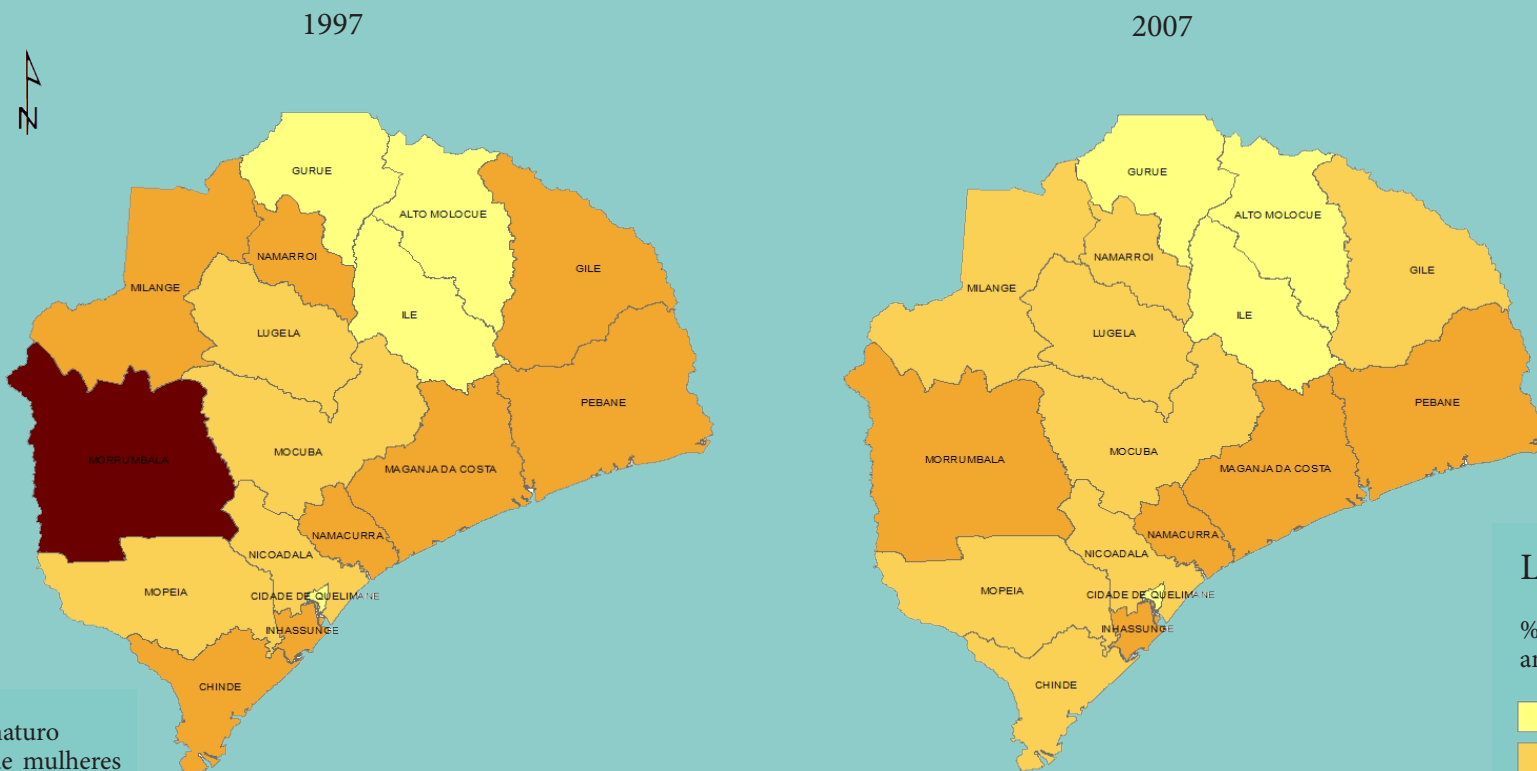 1997
2007
N
GURUE
ALTO MOLOCUE
NAMARROI
GILE
MILANGE
ILE
LUGELA
PEBANE
MOCUBA
MORRUMBALA
MAGANJA DA COSTA
NAMACURRA
NICOADALA
MOPEIA
CIDADE DE QUELIMANE
INHASSUNGE
CHINDE
GURUE
ALTO MOLOCUE
NAMARROI
GILE
MILANGE
ILE
LUGELA
PEBANE
MOCUBA
MORRUMBALA
MAGANJA DA COSTA
NAMACURRA
NICOADALA
MOPEIA
CIDADE DE QUELIMANE
INHASSUNGE
CHINDE
aturo
e mulheres
L
%